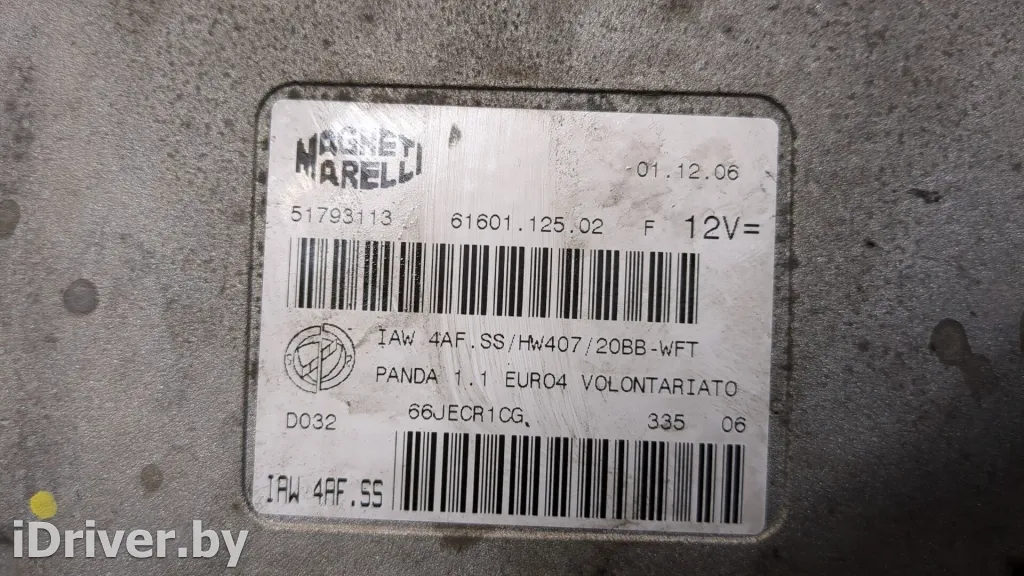 MAGNETI
MARELLI
01.12.06
51793113 61601.125.02 F 12V=
IAW 4AF.SS/HW407/20BB-WFT
PANDA 1.1 EURO4 VOLONTARIATO
D032 66JECR1CG. 335 06
IAW 4AF.SS
iDriver.by